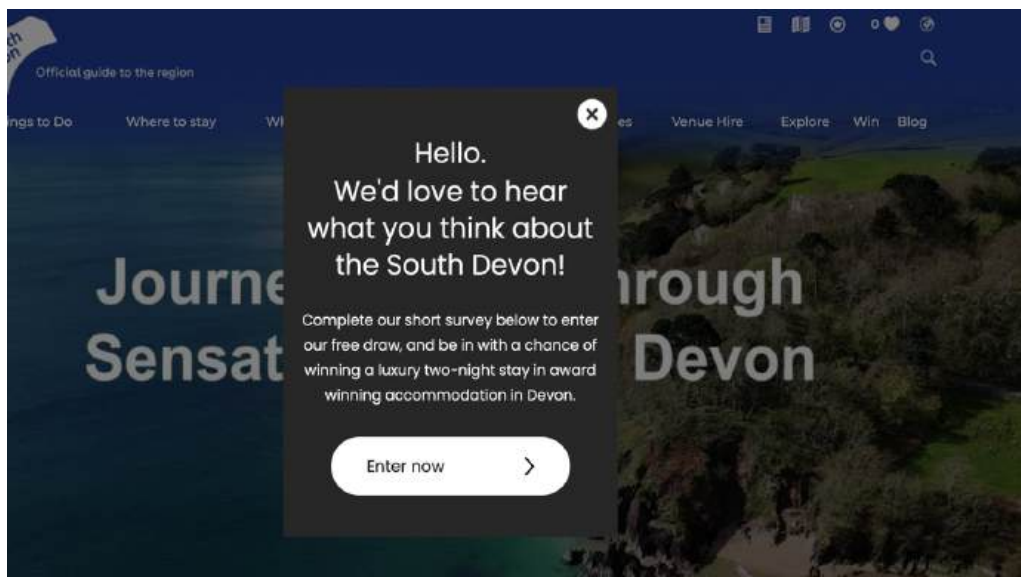 Official guide to the region
0
Where to stay
Venue Hire
Explore
Win
Blog
Hello.
We'd love to hear
what you think about
the South Devon!
Complete our short survey below to enter
our free draw, and be in with a chance of
winning a luxury two-night stay in award
winning accommodation in Devon.
Enter now
Devon